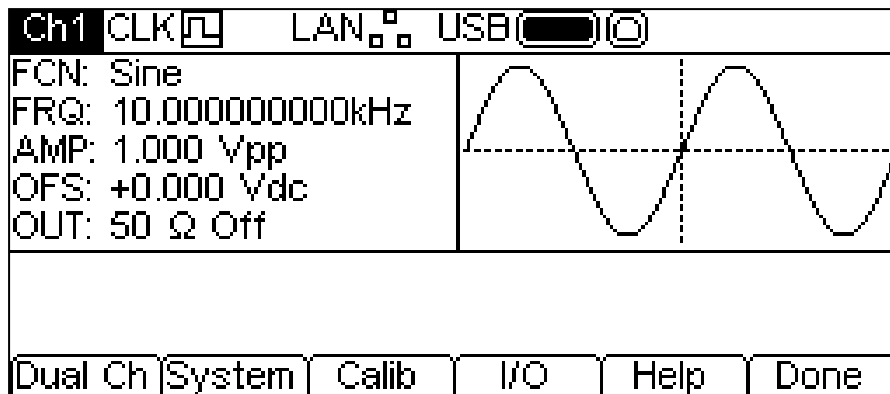 Ch1 CLK LAN USB
FCN: Sine
FRQ: 10.000000000kHz
AMP: 1.000 Vpp
OFS: +0.000 Vdc
OUT: 50 Ω Off
Dual Ch System Calib I/O Help Done